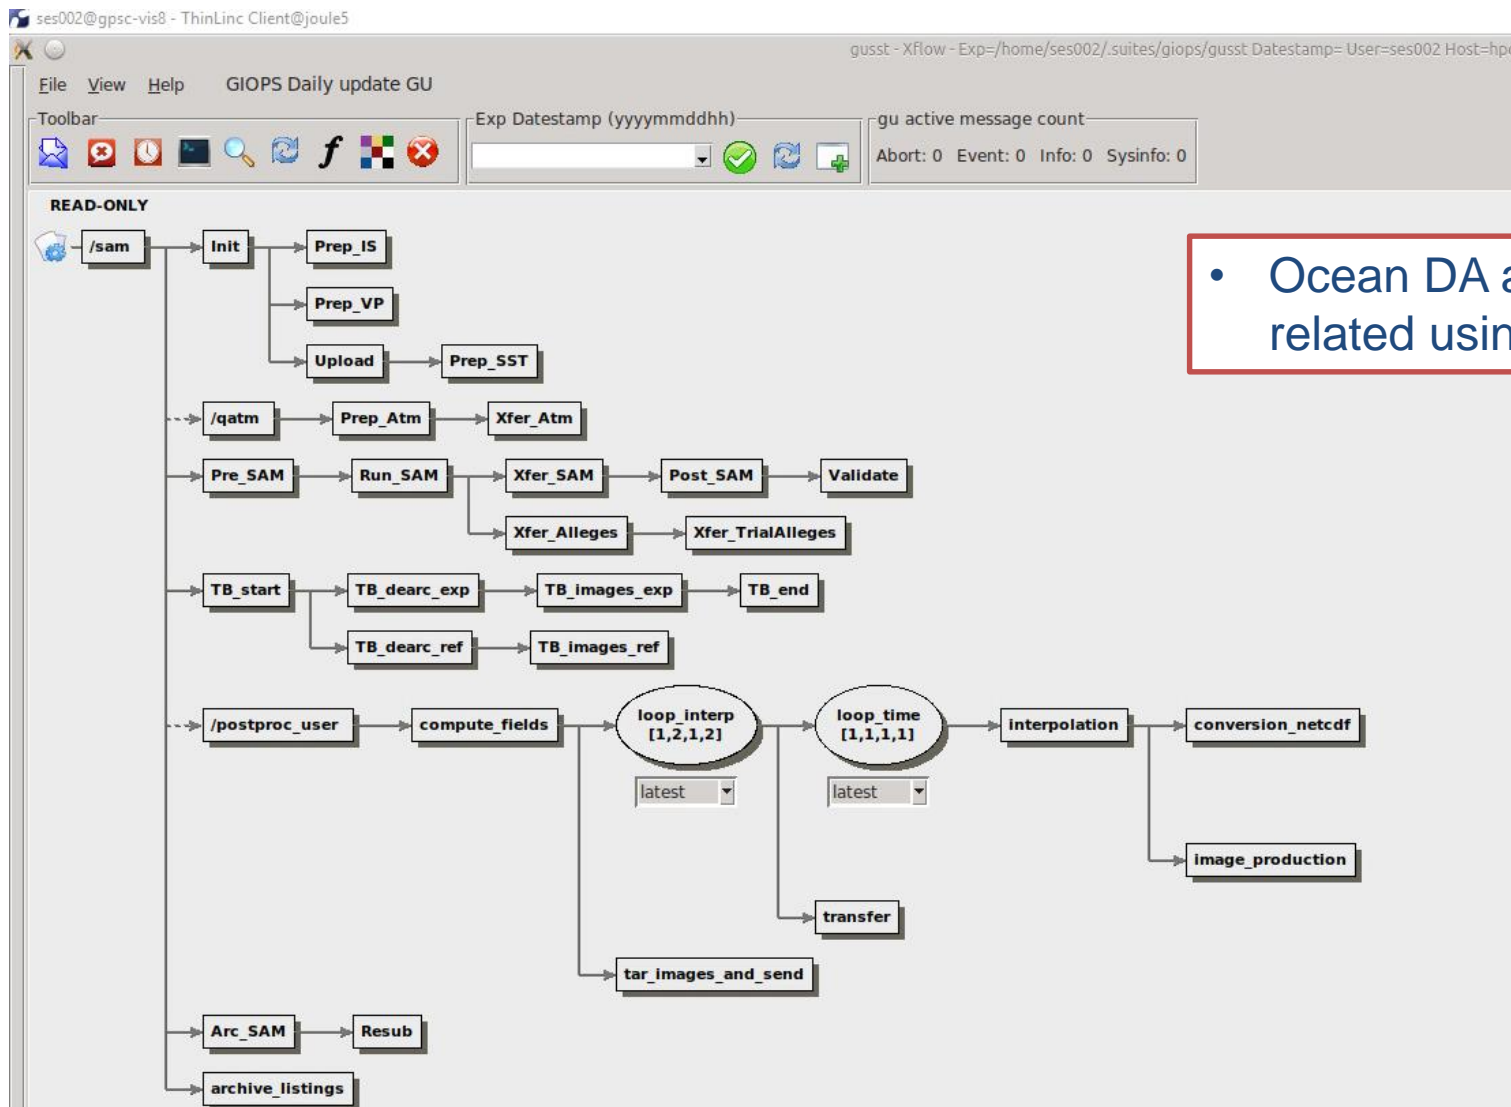 ses002@gpsc-vis8 - ThinLinc Client@joule5
gusst - Xflow - Exp=/home/ses002/.suites/giops/gusst Datestamp= User=ses002 Host=hp
File View Help GIOPS Daily update GU
Toolbar
Exp Datestamp (yyyymmddhh)
gu active message count
Abort: 0 Event: 0 Info: 0 Sysinfo: 0
READ-ONLY
/sam Init Prep_IS
Prep_VP
Upload Prep_SST
/qatm Prep_Atm Xfer_Atm
Pre_SAM Run_SAM Xfer_SAM Post_SAM Validate
Xfer_Alleges Xfer_TrialAlleges
TB_start TB_dearc_exp TB_images_exp TB_end
TB_dearc_ref TB_images_ref
/postproc_user compute_fields loop_interp [1,2,1,2] loop_time [1,1,1,1] interpolation conversion_netcdf
latest latest
image_production
transfer
tar_images_and_send
Arc_SAM Resub
archive_listings
• Ocean DA
related usin